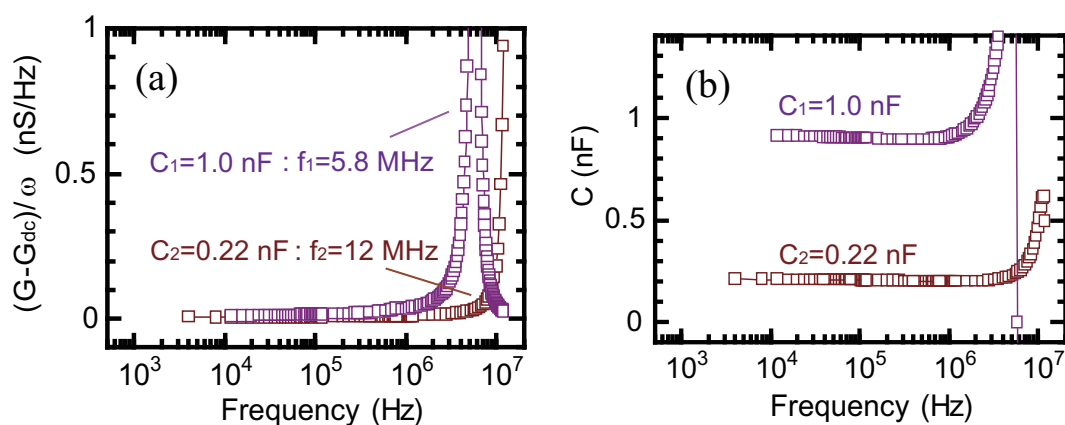 (a)
(G-Gdc)/ω (nS/Hz)
1
0.5
0
C₁=1.0 nF : f₁=5.8 MHz
C₂=0.22 nF : f₂=12 MHz
10³ 10⁴ 10⁵ 10⁶ 10⁷
Frequency (Hz)
(b)
C (nF)
1
0.5
0
C₁=1.0 nF
C₂=0.22 nF
10³ 10⁴ 10⁵ 10⁶ 10⁷
Frequency (Hz)